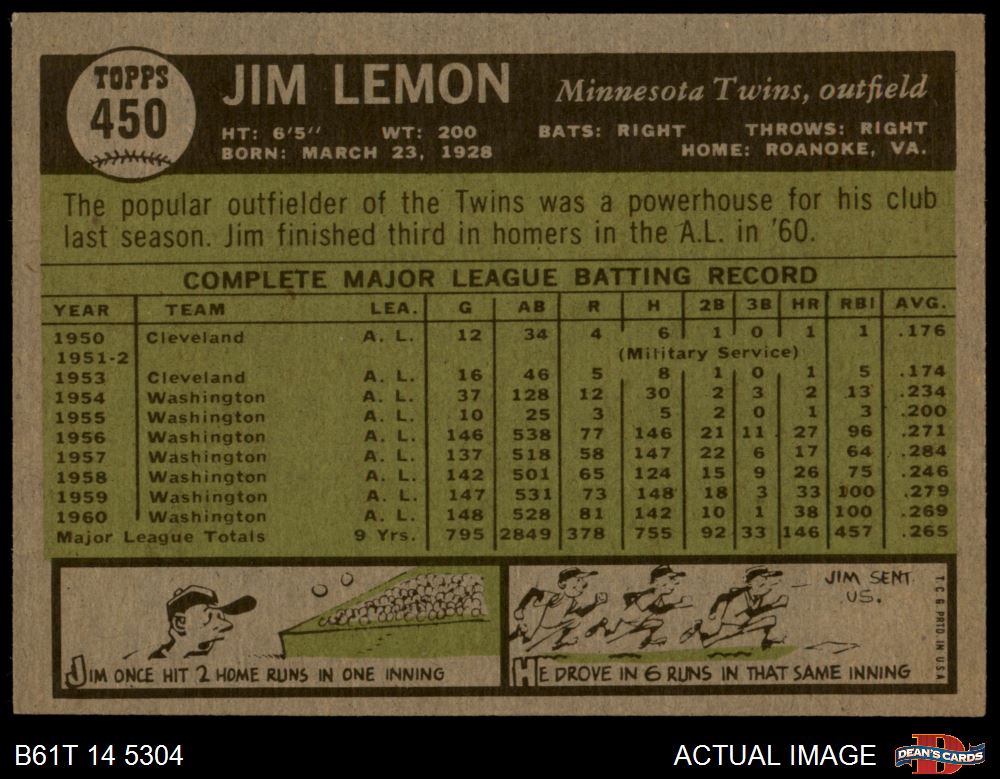 TOPPS
450
JIM LEMON
Minnesota Twins, outfield
HT: 6'5" WT: 200 BATS: RIGHT THROWS: RIGHT
BORN: MARCH 23, 1928 HOME: ROANOKE, VA.
The popular outfielder of the Twins was a powerhouse for his club
last season. Jim finished third in homers in the A.L. in '60.
COMPLETE MAJOR LEAGUE BATTING RECORD
YEAR TEAM LEA. G AB R H 2B 3B HR RBI AVG.
1950 Cleveland A. L. 12 34 4 6 1 0 1 1 .176
1951-2 (Military Service)
1953 Cleveland A. L. 16 46 5 8 1 0 1 5 .174
1954 Washington A. L. 37 128 12 30 2 3 2 13 .234
1955 Washington A. L. 10 25 3 5 2 0 1 3 .200
1956 Washington A. L. 146 538 77 146 21 11 27 96 .271
1957 Washington A. L. 137 518 58 147 22 6 17 64 .284
1958 Washington A. L. 142 501 65 124 15 9 26 75 .246
1959 Washington A. L. 147 531 73 148 18 3 33 100 .279
1960 Washington A. L. 148 528 81 142 10 1 38 100 .269
Major League Totals 9 Yrs. 795 2849 378 755 92 33 146 457 .265
JIM ONCE HIT 2 HOME RUNS IN ONE INNING
JIM SENT
US.
HE DROVE IN 6 RUNS IN THAT SAME INNING
T. C. G. PRTD. IN U.S.A.
B61T 14 5304
ACTUAL IMAGE
DEAN'S CARDS